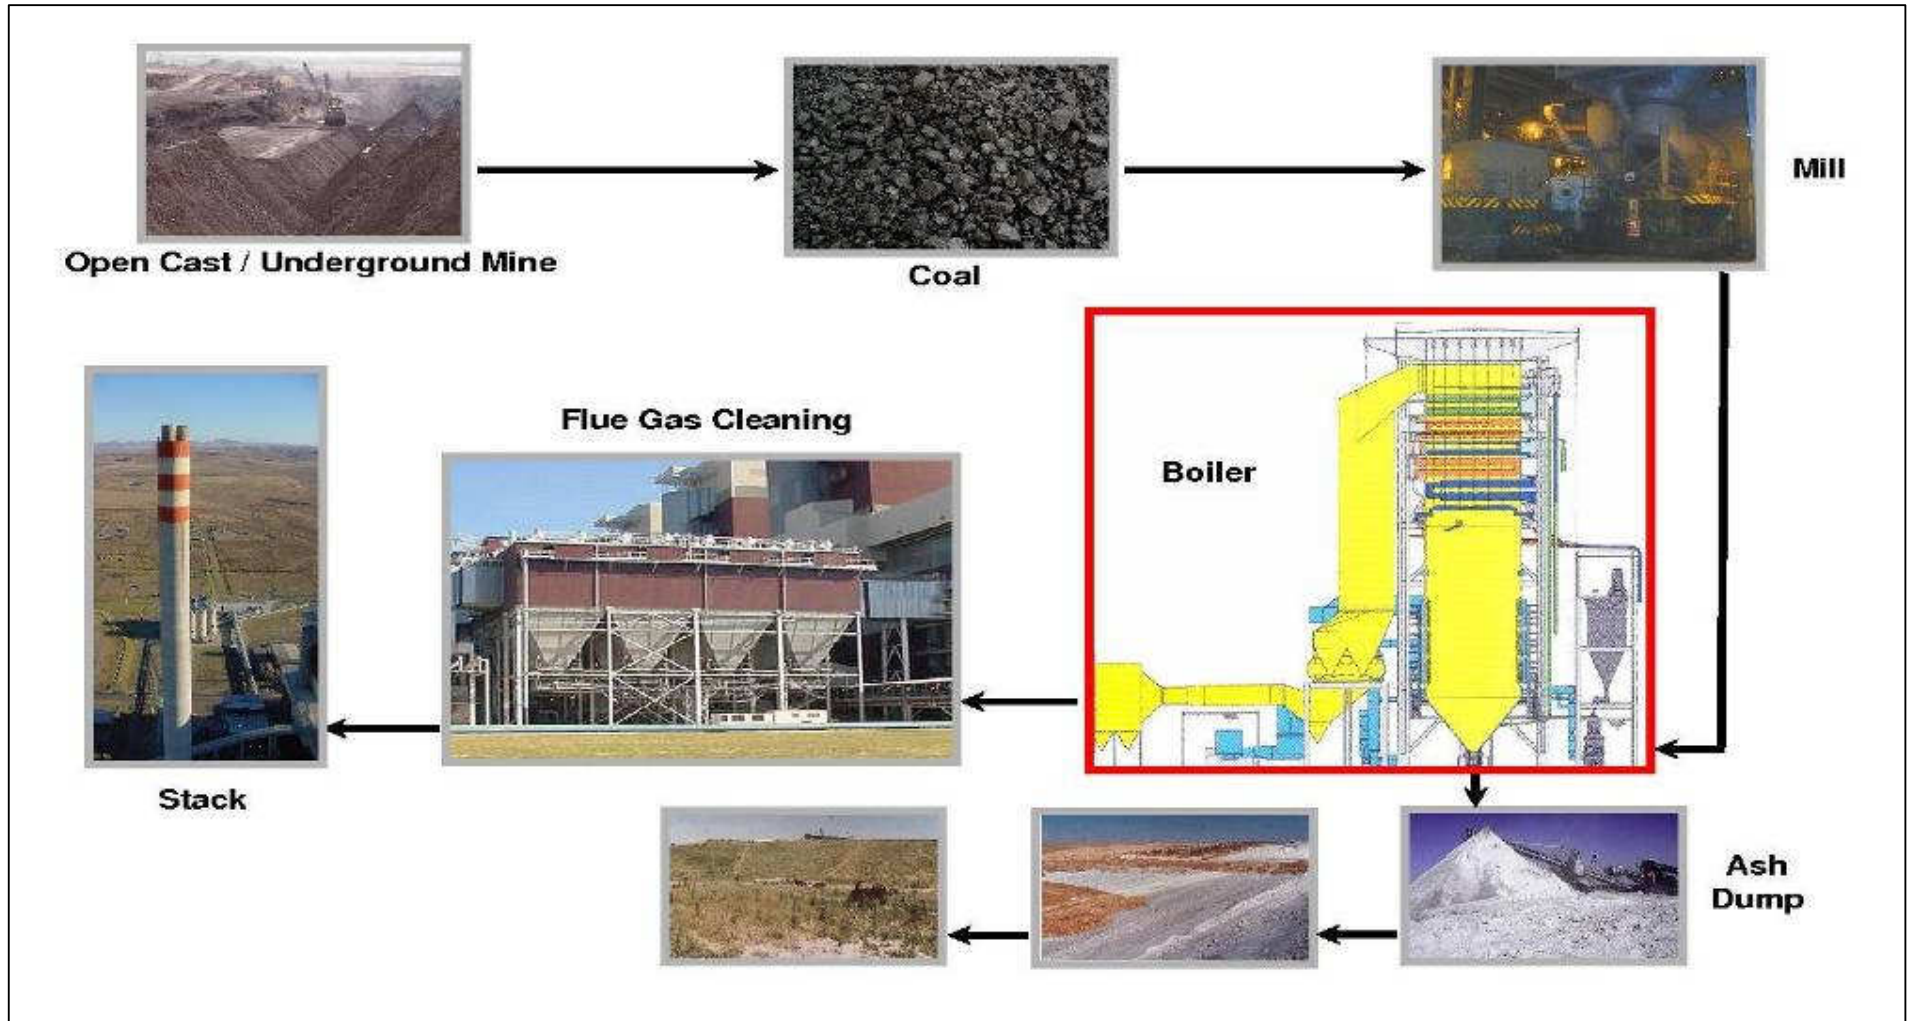 Open Cast / Underground Mine
Coal
Mill
Boiler
Flue Gas Cleaning
Stack
Ash
Dump